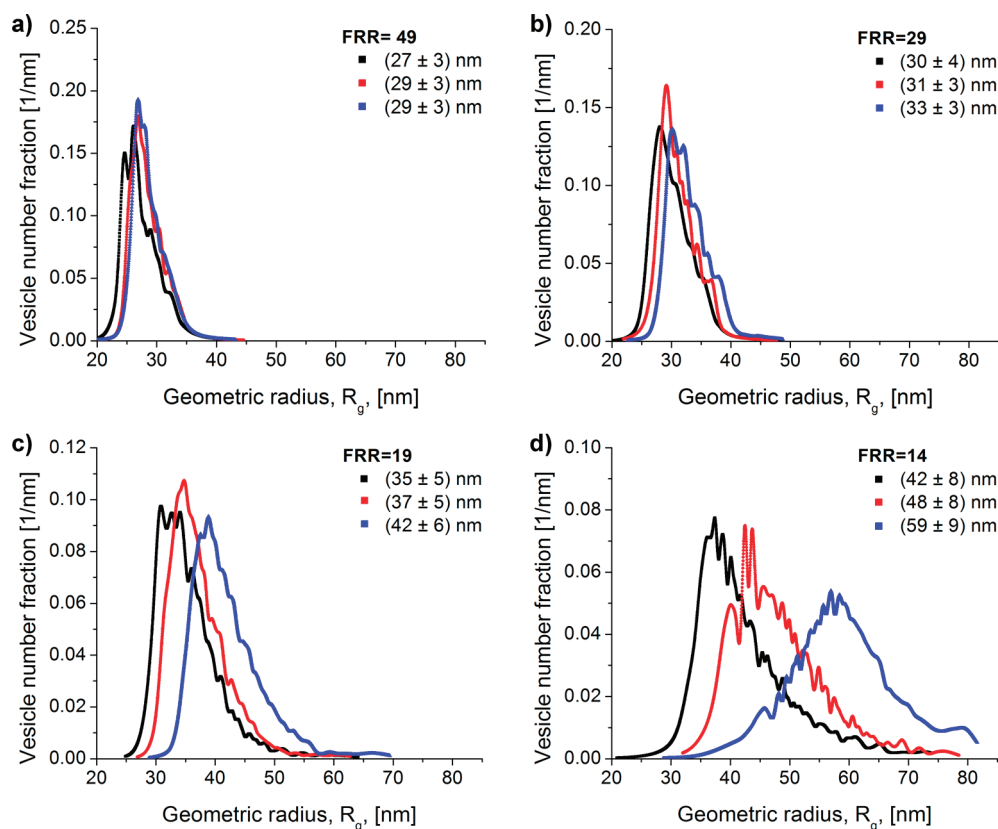 a)
FRR= 49
(27 ± 3) nm
(29 ± 3) nm
(29 ± 3) nm
Vesicle number fraction [1/nm]
0.25
0.20
0.15
0.10
0.05
0.00
20 30 40 50 60 70 80
Geometric radius, R_g, [nm]
b)
FRR=29
(30 ± 4) nm
(31 ± 3) nm
(33 ± 3) nm
Vesicle number fraction [1/nm]
0.20
0.15
0.10
0.05
0.00
20 30 40 50 60 70 80
Geometric radius, R_g, [nm]
c)
FRR=19
(35 ± 5) nm
(37 ± 5) nm
(42 ± 6) nm
Vesicle number fraction [1/nm]
0.12
0.10
0.08
0.06
0.04
0.02
0.00
20 30 40 50 60 70 80
Geometric radius, R_g, [nm]
d)
FRR=14
(42 ± 8) nm
(48 ± 8) nm
(59 ± 9) nm
Vesicle number fraction [1/nm]
0.10
0.08
0.06
0.04
0.02
0.00
20 30 40 50 60 70 80
Geometric radius, R_g, [nm]